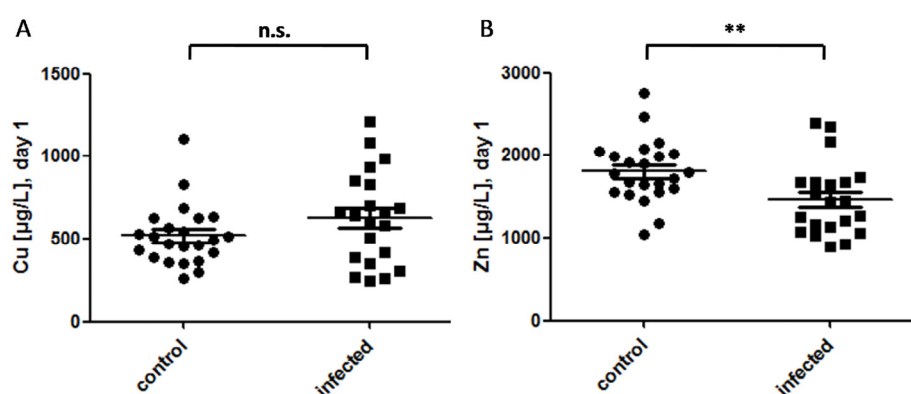 A
n.s.
Cu [µg/L], day 1
1500
1000
500
0
control
infected
B
**
Zn [µg/L], day 1
3000
2000
1000
0
control
infected